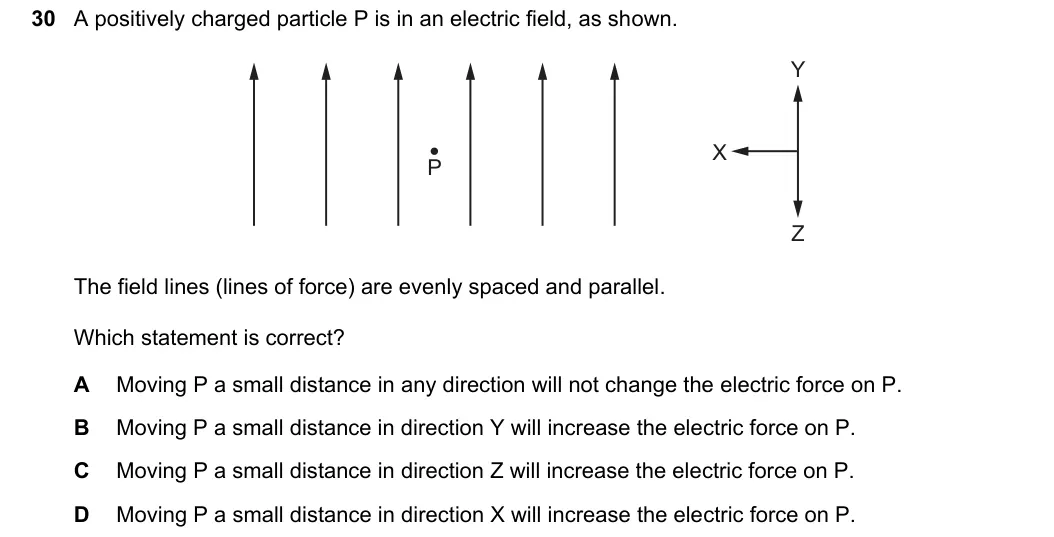 30 A positively charged particle P is in an electric field, as shown.
Y
X
P
Z
The field lines (lines of force) are evenly spaced and parallel.
Which statement is correct?
A Moving P a small distance in any direction will not change the electric force on P.
B Moving P a small distance in direction Y will increase the electric force on P.
C Moving P a small distance in direction Z will increase the electric force on P.
D Moving P a small distance in direction X will increase the electric force on P.